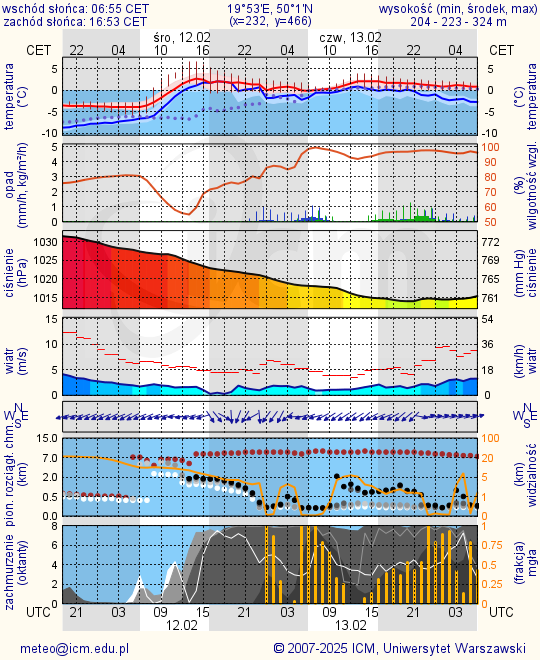 wschód słońca: 06:55 CET 19°53'E, 50°1'N wysokość (min, środek, max)
zachód słońca: 16:53 CET (x=232, y=466) 204 - 223 - 324 m
śro, 12.02 czw, 13.02
CET 22 04 10 16 22 04 10 16 22 04 CET
temperatura (°C) 5 0 -5 -10 5 0 -5 -10 (°C) temperatura
opad (mm/h, kg/m²/h) 5 4 3 2 1 0 100 90 80 70 60 50 (%) wilgotność wzgl.
ciśnienie (hPa) 1030 1025 1020 1015 772 769 765 761 (mm Hg) ciśnienie
wiatr (m/s) 15 10 5 0 54 36 18 0 (km/h) wiatr
N W E S N W E S
pion. rozciągł. chm. (km) 15.0 7.0 2.0 0.5 0.0 100 20 5 1 0 (km) widzialność
zachmurzenie (oktanty) 8 6 4 2 0 1 0.75 0.5 0.25 0 (frakcja) mgła
UTC 21 03 09 15 21 03 09 15 21 03 UTC
12.02 13.02
meteo@icm.edu.pl © 2007-2025 ICM, Uniwersytet Warszawski